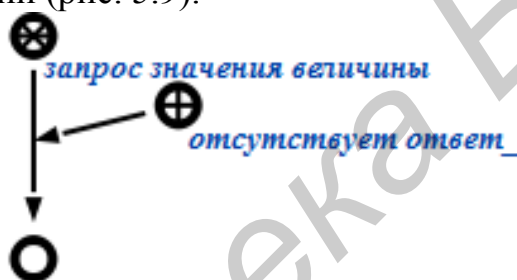 (рис. 5.9).
запрос значения величины
отсутствует ответ_